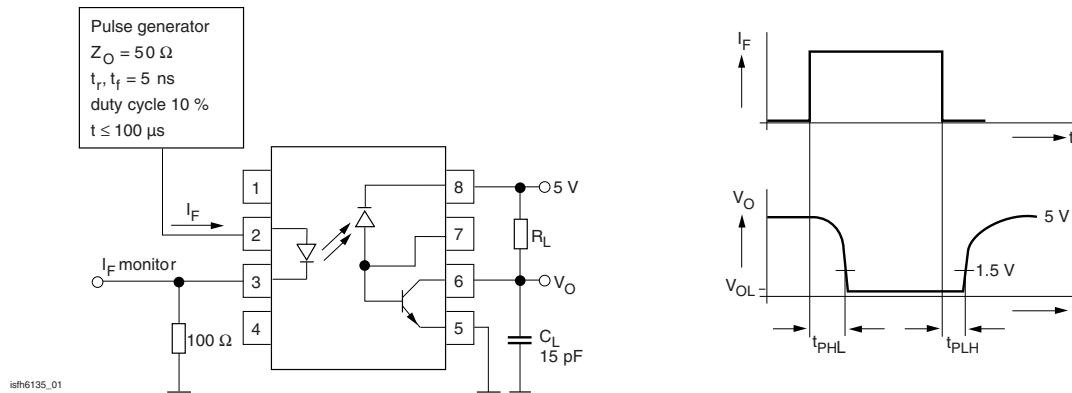 Pulse generator
Z_O = 50 Ω
t_r, t_f = 5 ns
duty cycle 10 %
t ≤ 100 µs
I_F
I_F monitor
100 Ω
1
2
3
4
8
7
6
5
5 V
R_L
V_O
C_L
15 pF
isfh6135_01
I_F
t
V_O
5 V
1.5 V
V_OL
t_PHL
t_PLH